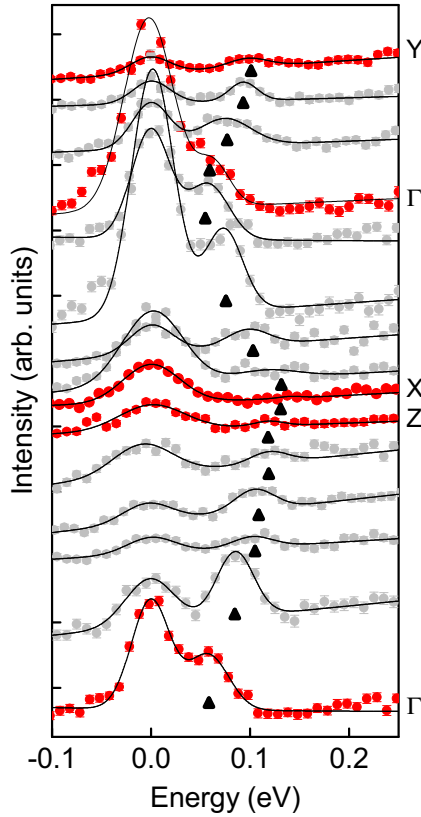 Y
Γ
X
Z
Γ
Intensity (arb. units)
-0.1 0.0 0.1 0.2
Energy (eV)